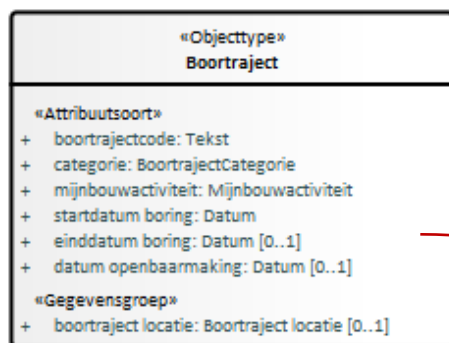 «Objecttype»
Boortraject
«Attribuutsoort»
+ boortrajectcode: Tekst
+ categorie: BoortrajectCategorie
+ mijnbouwactiviteit: Mijnbouwactiviteit
+ startdatum boring: Datum
+ einddatum boring: Datum [0..1]
+ datum openbaarmaking: Datum [0..1]
«Gegevensgroep»
+ boortraject locatie: Boortraject locatie [0..1]